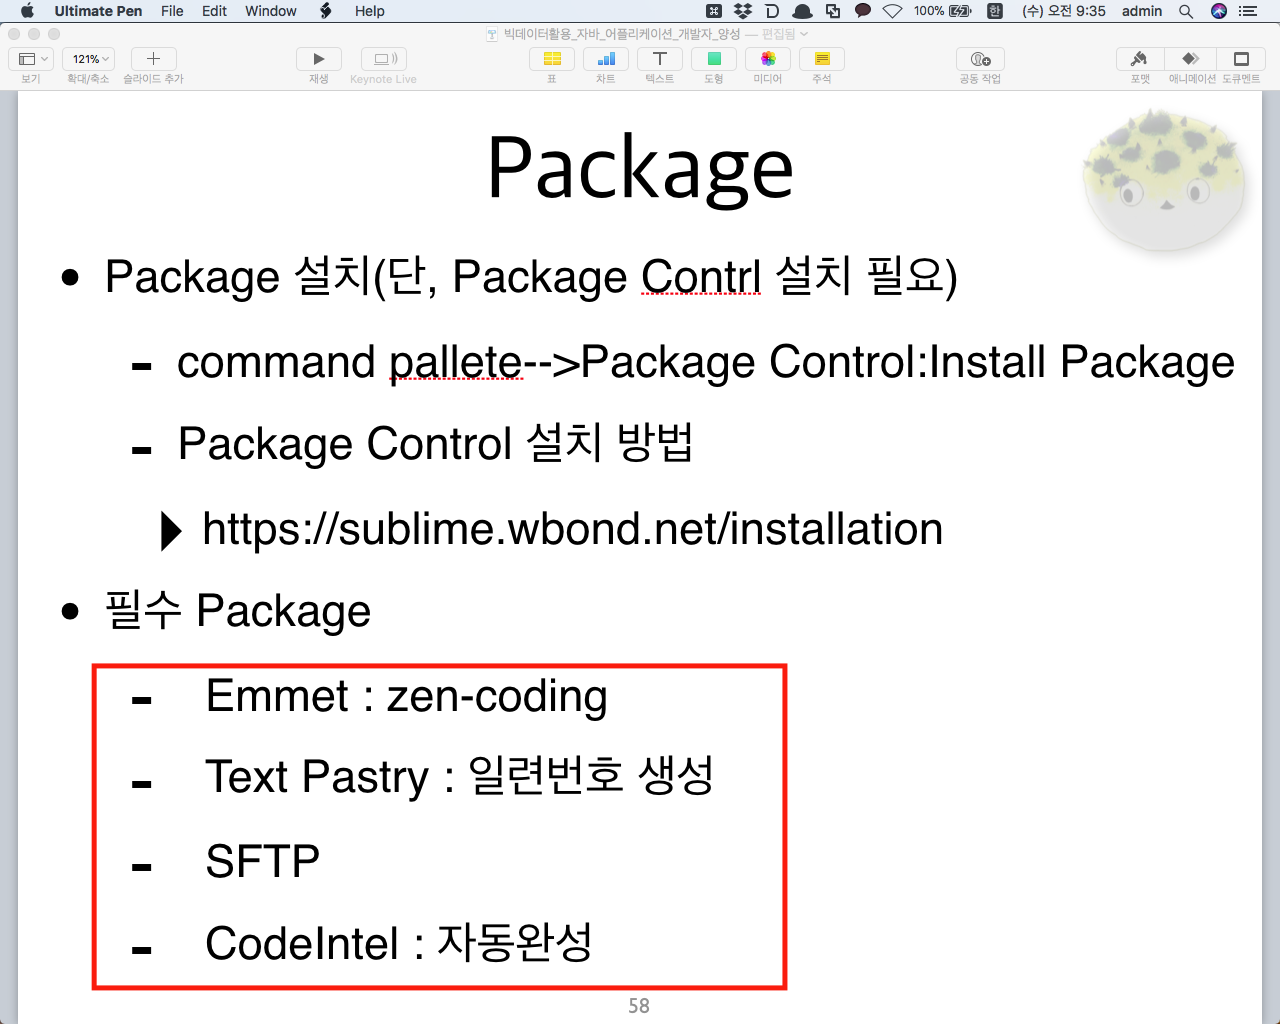 Ultimate Pen File Edit Window Help 100% 한 (수) 오전 9:35 admin
빅데이터활용_자바_어플리케이션_개발자_양성 — 편집됨
121%
보기 확대/축소 슬라이드 추가 재생 Keynote Live 표 차트 텍스트 도형 미디어 주석 공동 작업 포맷 애니메이션 도큐멘트
Package
• Package 설치(단, Package Contrl 설치 필요)
- command pallete-->Package Control:Install Package
- Package Control 설치 방법
▶ https://sublime.wbond.net/installation
• 필수 Package
- Emmet : zen-coding
- Text Pastry : 일련번호 생성
- SFTP
- CodeIntel : 자동완성
58